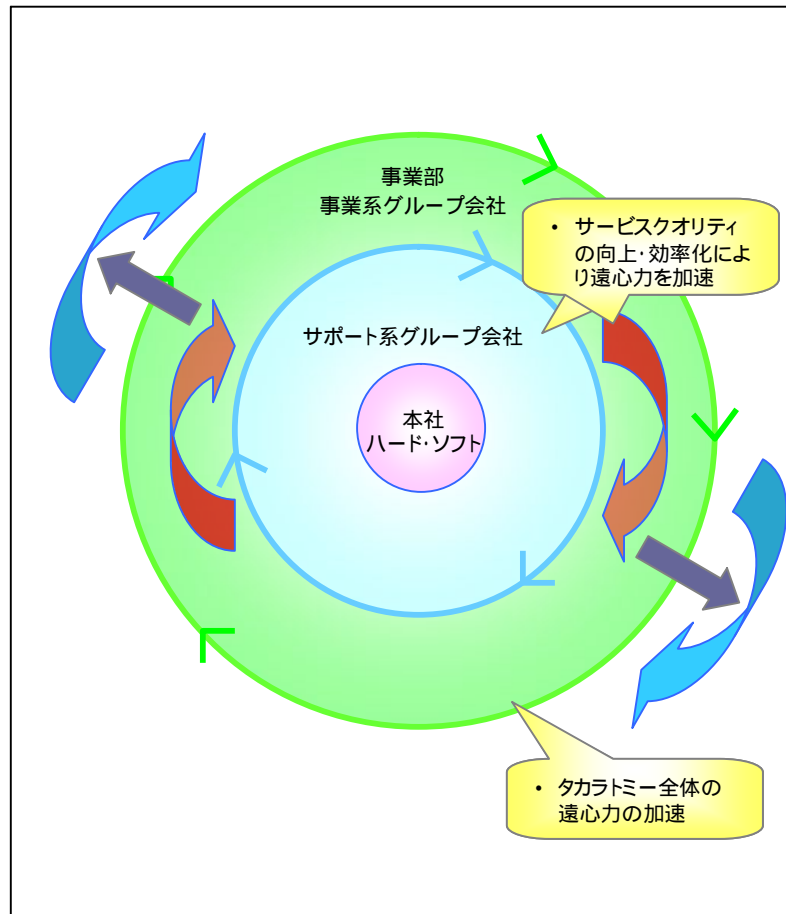 事業部
事業系グループ会社
• サービスクオリティ
の向上・効率化によ
り遠心力を加速
サポート系グループ会社
本社
ハード・ソフト
• タカラトミー全体の
遠心力の加速